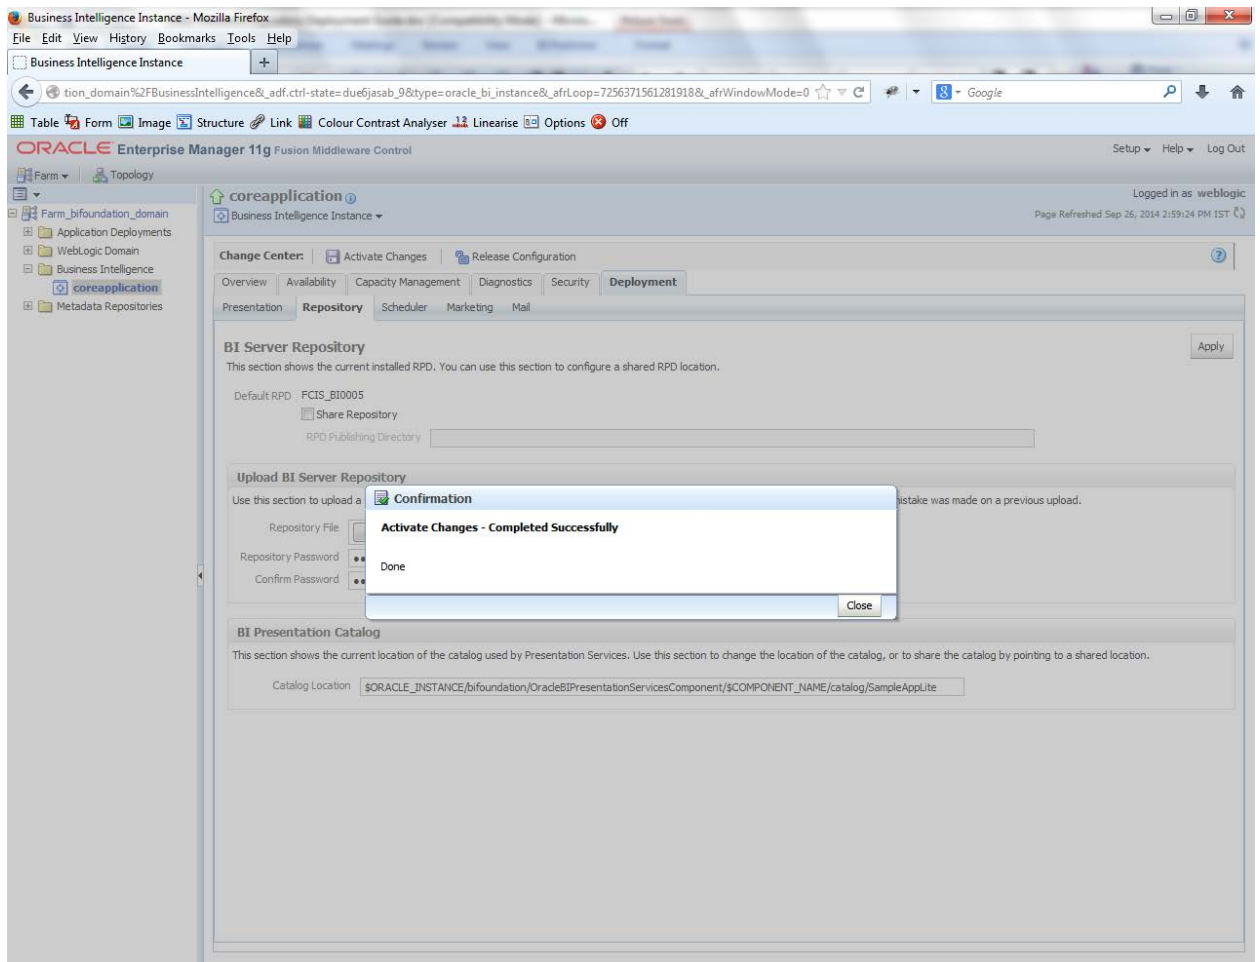 Business Intelligence Instance - Mozilla Firefox
File Edit View History Bookmarks Tools Help
Business Intelligence Instance +
tion_domain%2FBusinessIntelligence&_adf.ctrl-state=due6jasab_9&type=oracle_bi_instance&_afrLoop=7256371561281918&_afrWindowMode=0 8 Google
Table Form Image Structure Link Colour Contrast Analyser Linearise Options Off
ORACLE Enterprise Manager 11g Fusion Middleware Control Setup Help Log Out
Farm Topology
coreapplication Logged in as weblogic
Farm_bifoundation_domain Business Intelligence Instance Page Refreshed Sep 26, 2014 2:59:24 PM IST
Application Deployments
WebLogic Domain
Business Intelligence
coreapplication
Metadata Repositories
Change Center: Activate Changes Release Configuration
Overview Availability Capacity Management Diagnostics Security Deployment
Presentation Repository Scheduler Marketing Mail
BI Server Repository Apply
This section shows the current installed RPD. You can use this section to configure a shared RPD location.
Default RPD FCIS_BI0005
Share Repository
RPD Publishing Directory
Upload BI Server Repository
Use this section to upload a mistake was made on a previous upload.
Confirmation
Repository File
Activate Changes - Completed Successfully
Repository Password
Done
Confirm Password
Close
BI Presentation Catalog
This section shows the current location of the catalog used by Presentation Services. Use this section to change the location of the catalog, or to share the catalog by pointing to a shared location.
Catalog Location $ORACLE_INSTANCE/bifoundation/OracleBIPresentationServicesComponent/$COMPONENT_NAME/catalog/SampleAppLite